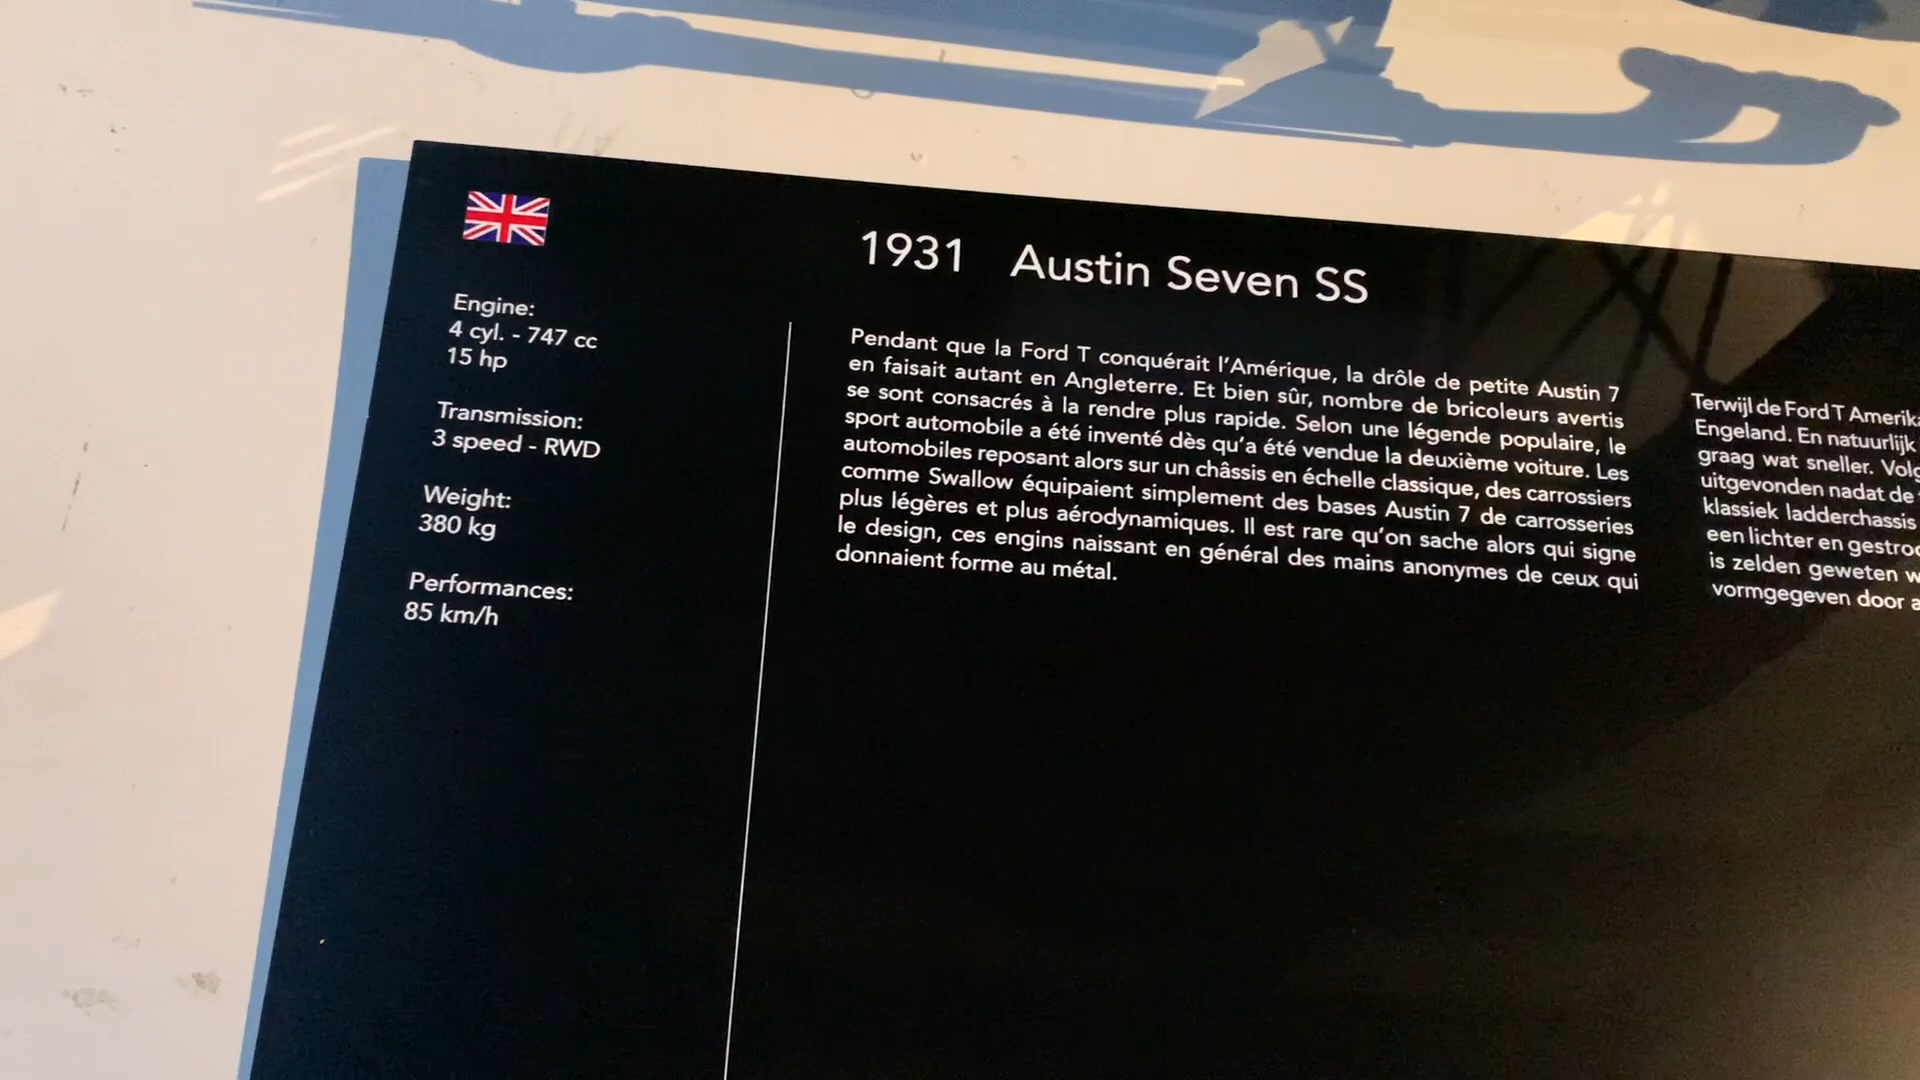 1931 Austin Seven SS
Engine:
4 cyl. - 747 cc
15 hp
Transmission:
3 speed - RWD
Weight:
380 kg
Performances:
85 km/h
Pendant que la Ford T conquérait l'Amérique, la drôle de petite Austin 7
en faisait autant en Angleterre. Et bien sûr, nombre de bricoleurs avertis
se sont consacrés à la rendre plus rapide. Selon une légende populaire, le
sport automobile a été inventé dès qu'a été vendue la deuxième voiture. Les
automobiles reposant alors sur un châssis en échelle classique, des carrossiers
comme Swallow équipaient simplement des bases Austin 7 de carrosseries
plus légères et plus aérodynamiques. Il est rare qu'on sache alors qui signe
le design, ces engins naissant en général des mains anonymes de ceux qui
donnaient forme au métal.
Terwijl de Ford T
Engeland. En natuurlijk
graag wat sneller.
uitgevonden nadat de
klassiek ladderchassis
een lichter en
is zelden geweten
vormgegeven door